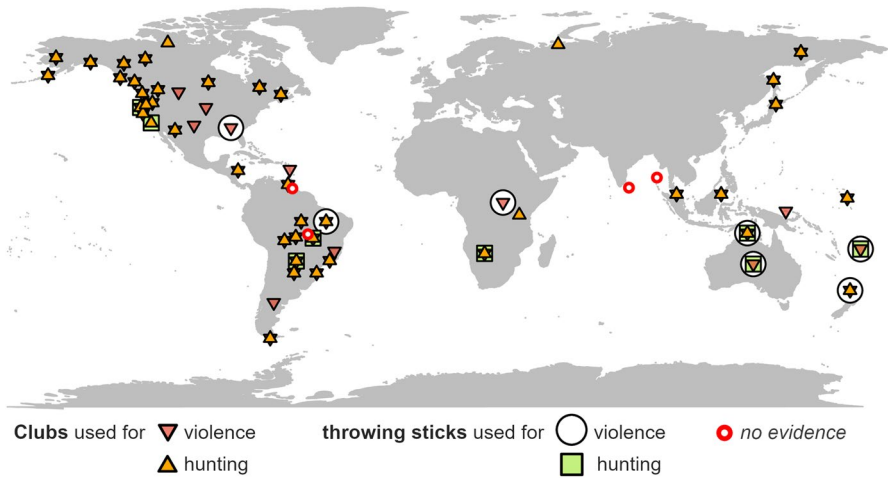 Clubs used for violence throwing sticks used for violence no evidence
hunting hunting